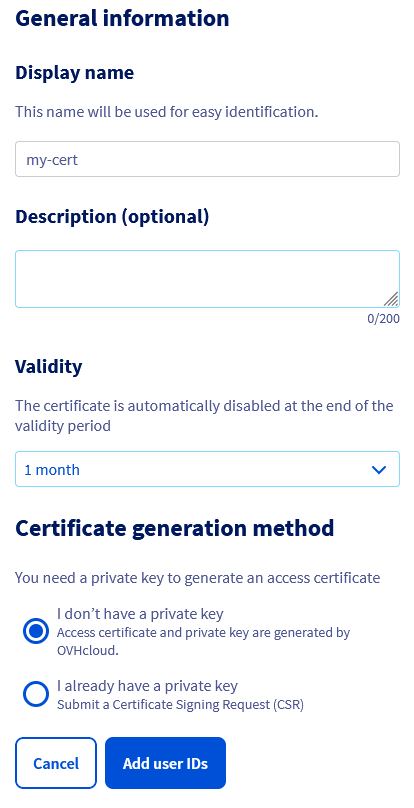 General information
Display name
This name will be used for easy identification.
my-cert
Description (optional)
0/200
Validity
The certificate is automatically disabled at the end of the
validity period
1 month
Certificate generation method
You need a private key to generate an access certificate
I don’t have a private key
Access certificate and private key are generated by
OVHcloud.
I already have a private key
Submit a Certificate Signing Request (CSR)
Cancel
Add user IDs